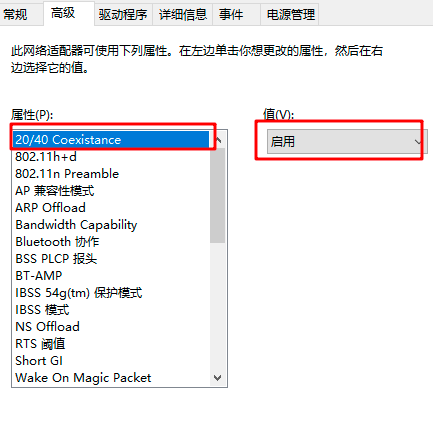 常规
高级
驱动程序
详细信息
事件
电源管理
此网络适配器可使用下列属性。在左边单击你想更改的属性，然后在右
边选择它的值。
属性(P):
值(V):
20/40 Coexistance
启用
802.11h+d
802.11n Preamble
AP 兼容性模式
ARP Offload
Bandwidth Capability
Bluetooth 协作
BSS PLCP 报头
BT-AMP
IBSS 54g(tm) 保护模式
IBSS 模式
NS Offload
RTS 阈值
Short GI
Wake On Magic Packet